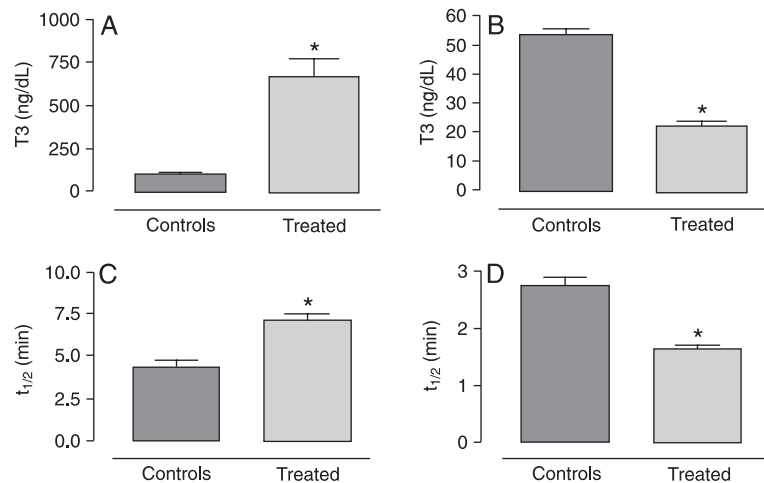 A
T3 (ng/dL)
1000
750
500
250
0
*
Controls Treated
B
T3 (ng/dL)
60
50
40
30
20
10
0
*
Controls Treated
C
t1/2 (min)
10.0
7.5
5.0
2.5
0.0
*
Controls Treated
D
t1/2 (min)
3
2
1
0
*
Controls Treated